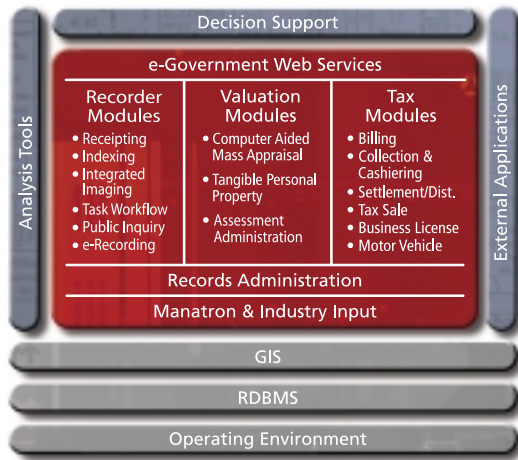 Decision Support
Analysis Tools
e-Government Web Services
Recorder
Modules
• Receipting
• Indexing
• Integrated
Imaging
• Task Workflow
• Public Inquiry
• e-Recording
Valuation
Modules
• Computer Aided
Mass Appraisal
• Tangible Personal
Property
• Assessment
Administration
Tax
Modules
• Billing
• Collection &
Cashiering
• Settlement/Dist.
• Tax Sale
• Business License
• Motor Vehicle
Records Administration
Manatron & Industry Input
External Applications
GIS
RDBMS
Operating Environment